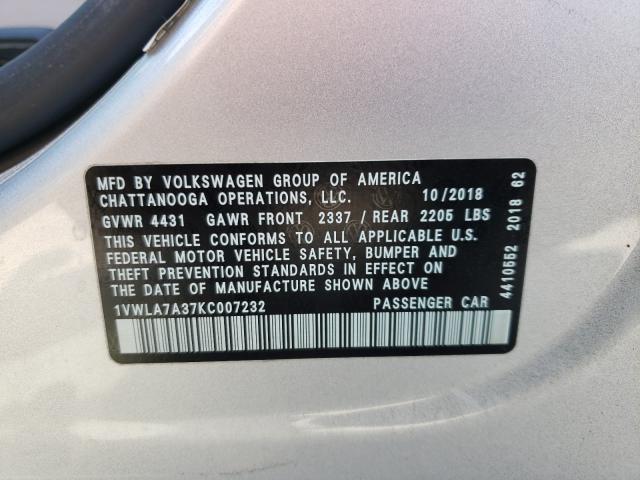 MFD BY VOLKSWAGEN GROUP OF AMERICA
CHATTANOOGA OPERATIONS, LLC. 10/2018
GVWR 4431 GAWR FRONT 2337 / REAR 2205 LBS
THIS VEHICLE CONFORMS TO ALL APPLICABLE U.S.
FEDERAL MOTOR VEHICLE SAFETY, BUMPER AND
THEFT PREVENTION STANDARDS IN EFFECT ON
THE DATE OF MANUFACTURE SHOWN ABOVE
1VWLA7A37KC007232 PASSENGER CAR
4410552 2018 62